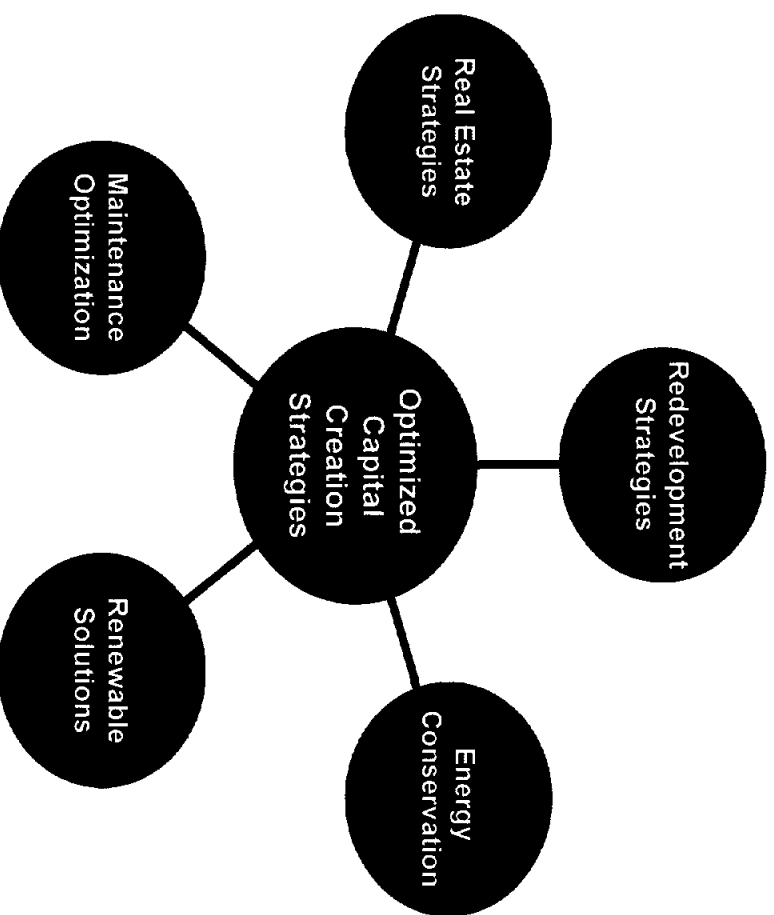 Redevelopment
Strategies
Real Estate
Strategies
Optimized
Capital
Creation
Strategies
Energy
Conservation
Maintenance
Optimization
Renewable
Solutions